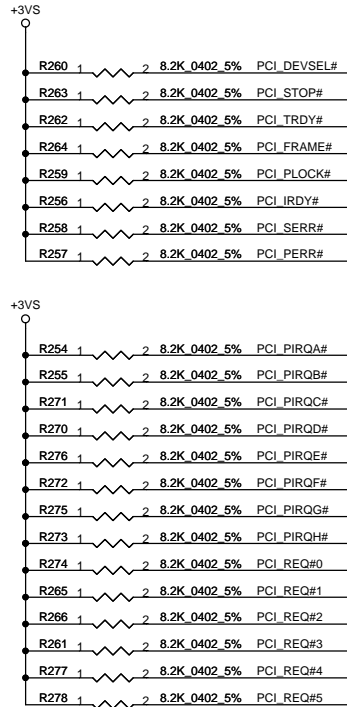 +3VS
R260 1 2 8.2K_0402_5% PCI_DEVSEL#
R263 1 2 8.2K_0402_5% PCI_STOP#
R262 1 2 8.2K_0402_5% PCI_TRDY#
R264 1 2 8.2K_0402_5% PCI_FRAME#
R259 1 2 8.2K_0402_5% PCI_PLOCK#
R256 1 2 8.2K_0402_5% PCI_IRDY#
R258 1 2 8.2K_0402_5% PCI_SERR#
R257 1 2 8.2K_0402_5% PCI_PERR#
+3VS
R254 1 2 8.2K_0402_5% PCI_PIRQA#
R255 1 2 8.2K_0402_5% PCI_PIRQB#
R271 1 2 8.2K_0402_5% PCI_PIRQC#
R270 1 2 8.2K_0402_5% PCI_PIRQD#
R276 1 2 8.2K_0402_5% PCI_PIRQE#
R272 1 2 8.2K_0402_5% PCI_PIRQF#
R275 1 2 8.2K_0402_5% PCI_PIRQG#
R273 1 2 8.2K_0402_5% PCI_PIRQH#
R274 1 2 8.2K_0402_5% PCI_REQ#0
R265 1 2 8.2K_0402_5% PCI_REQ#1
R266 1 2 8.2K_0402_5% PCI_REQ#2
R261 1 2 8.2K_0402_5% PCI_REQ#3
R277 1 2 8.2K_0402_5% PCI_REQ#4
R278 1 2 8.2K_0402_5% PCI_REQ#5